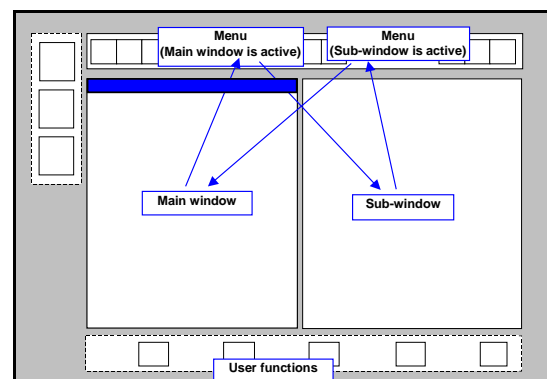 Menu
(Main window is active)
Menu
(Sub-window is active)
Main window
Sub-window
User functions